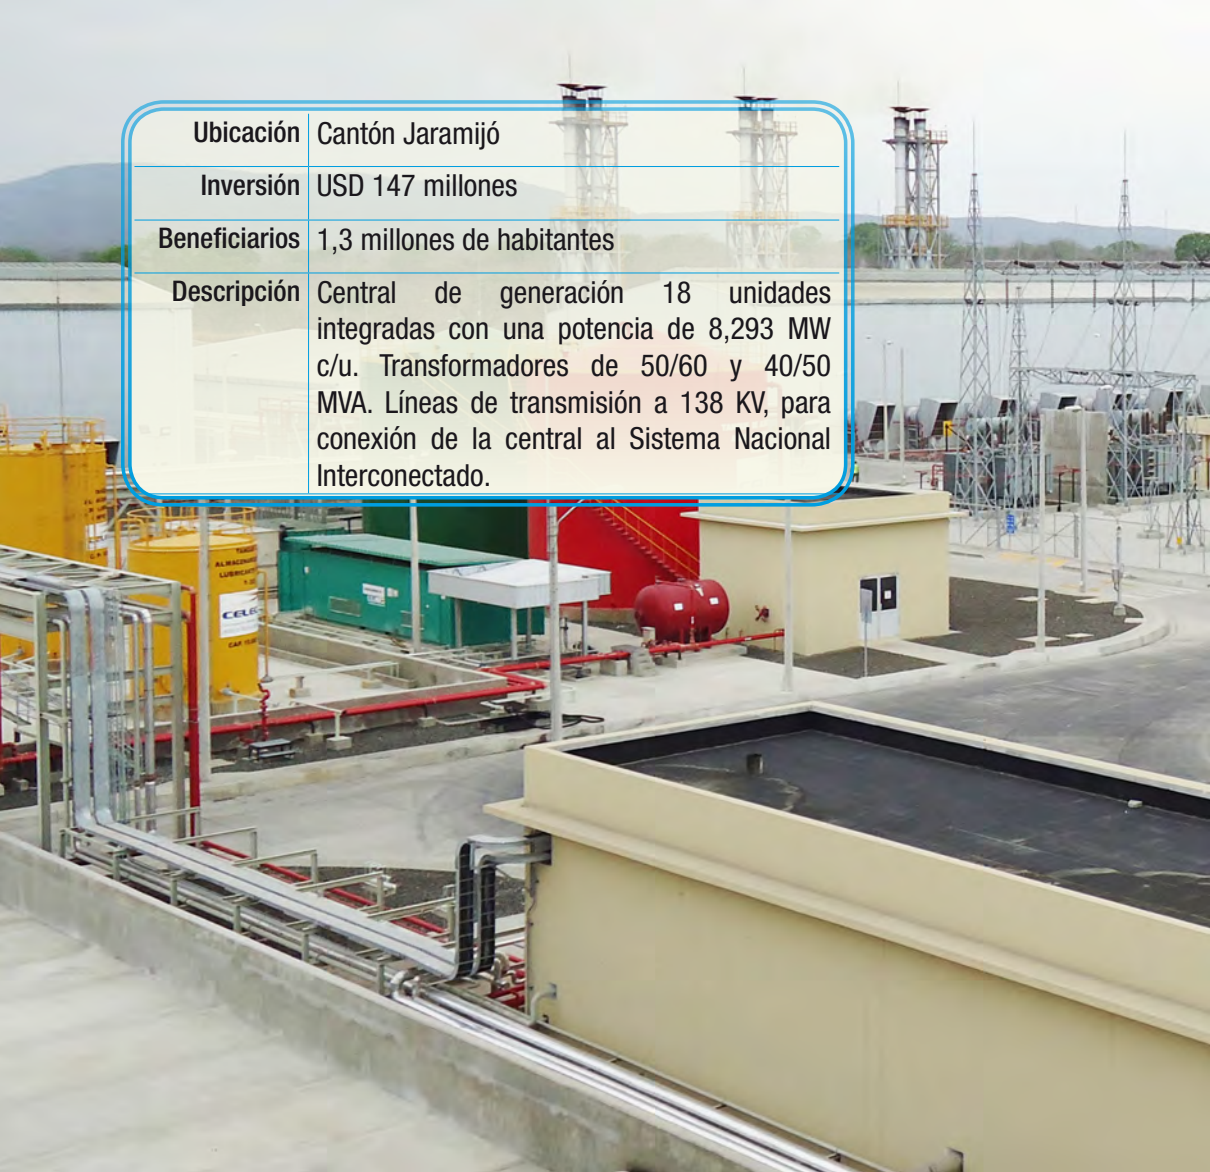 Ubicación Cantón Jaramijó
Inversión USD 147 millones
Beneficiarios 1,3 millones de habitantes
Descripción Central de generación 18 unidades
integradas con una potencia de 8,293 MW
c/u. Transformadores de 50/60 y 40/50
MVA. Líneas de transmisión a 138 KV, para
conexión de la central al Sistema Nacional
Interconectado.